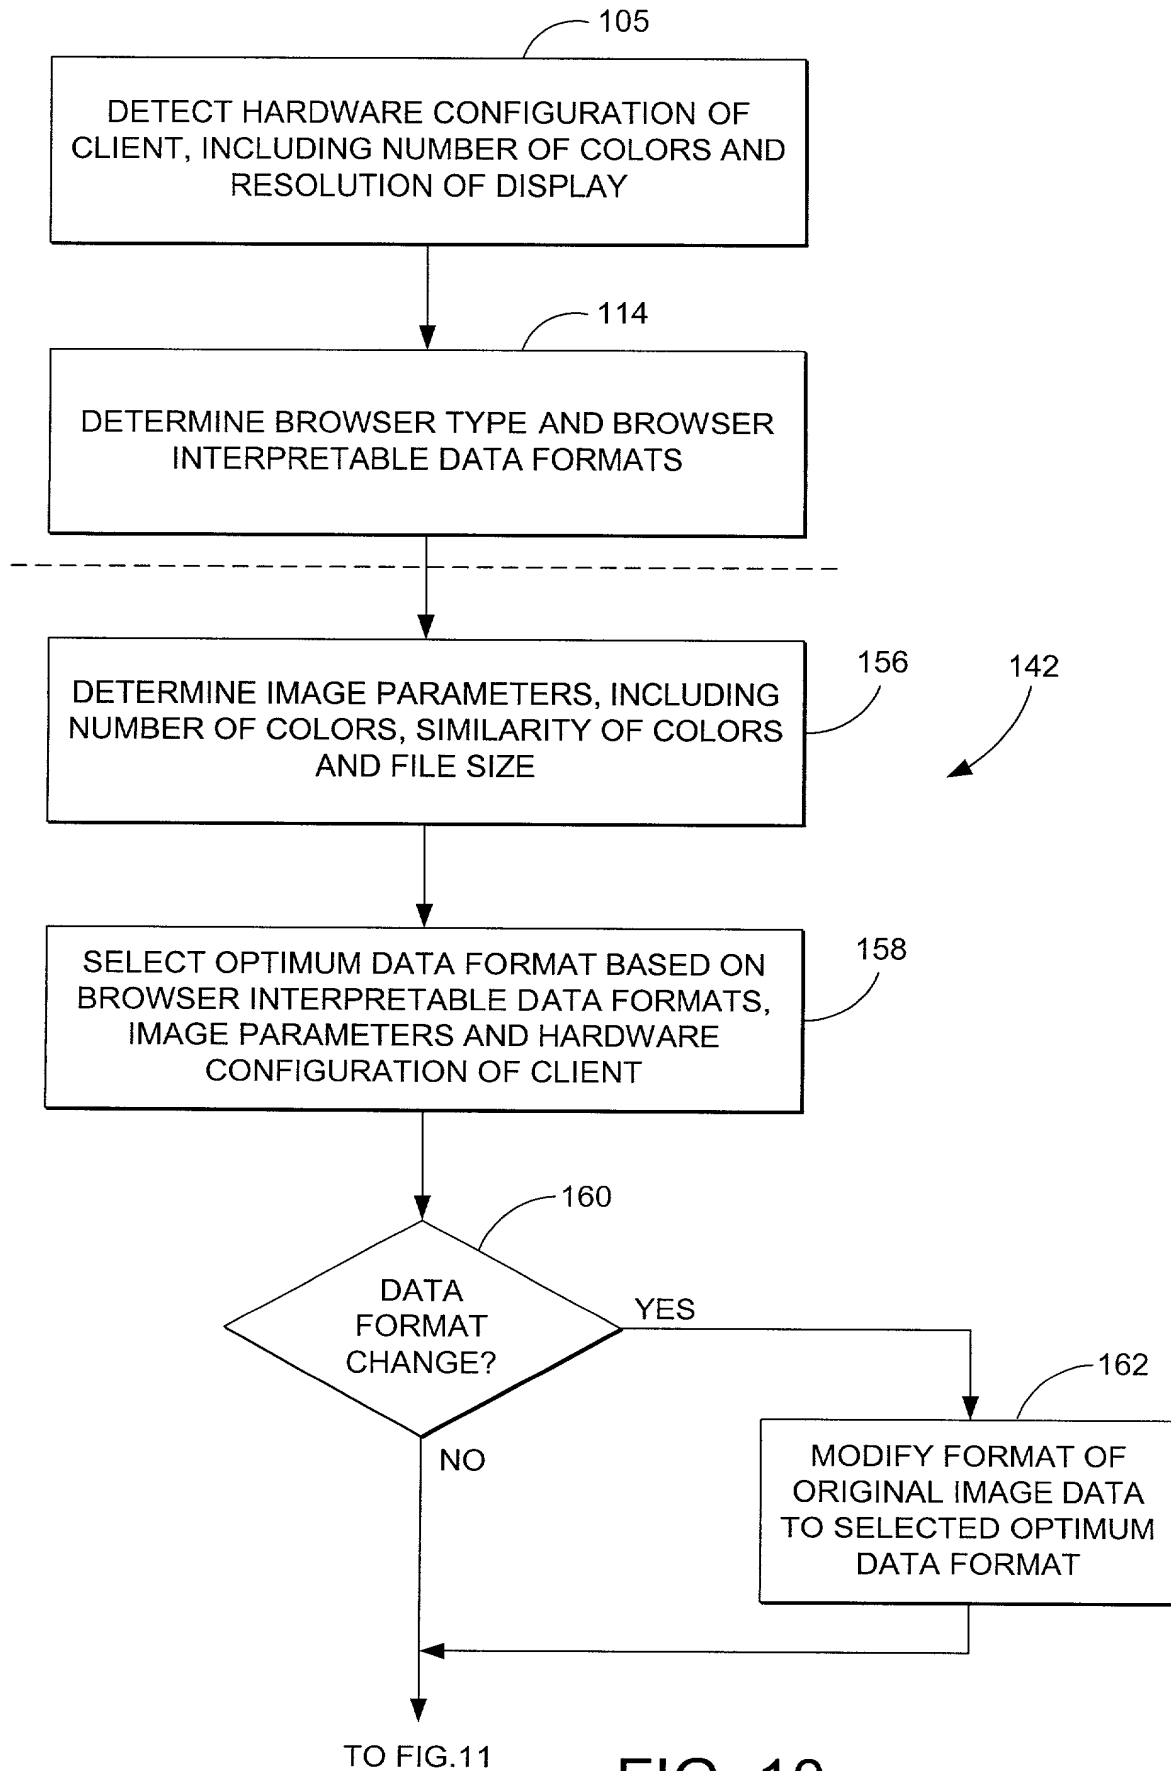 105
DETECT HARDWARE CONFIGURATION OF
CLIENT, INCLUDING NUMBER OF COLORS AND
RESOLUTION OF DISPLAY
114
DETERMINE BROWSER TYPE AND BROWSER
INTERPRETABLE DATA FORMATS
156
142
DETERMINE IMAGE PARAMETERS, INCLUDING
NUMBER OF COLORS, SIMILARITY OF COLORS
AND FILE SIZE
158
SELECT OPTIMUM DATA FORMAT BASED ON
BROWSER INTERPRETABLE DATA FORMATS,
IMAGE PARAMETERS AND HARDWARE
CONFIGURATION OF CLIENT
160
DATA
FORMAT
CHANGE?
YES
NO
162
MODIFY FORMAT OF
ORIGINAL IMAGE DATA
TO SELECTED OPTIMUM
DATA FORMAT
TO FIG.11
FIG. 10